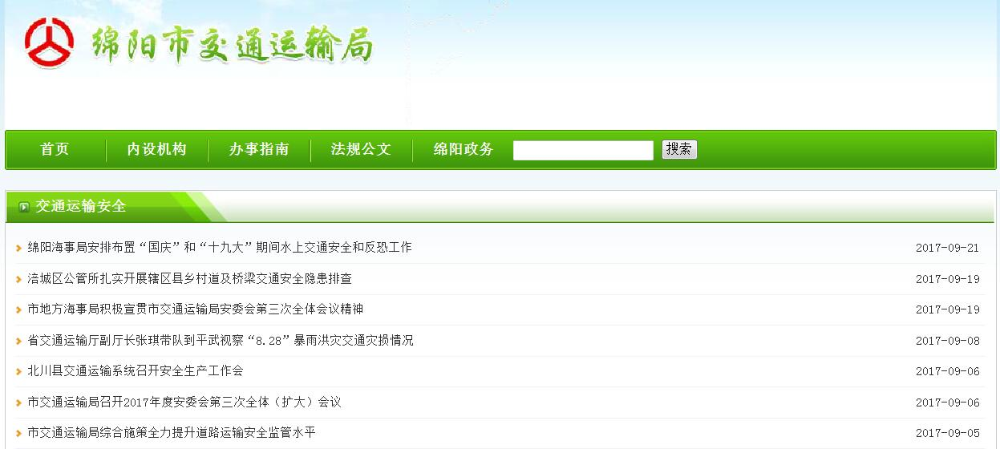 绵阳市交通运输局
首页 内设机构 办事指南 法规公文 绵阳政务 搜索
交通运输安全
绵阳海事局安排布置“国庆”和“十九大”期间水上交通安全和反恐工作 2017-09-21
涪城区公管所扎实开展辖区县乡村道及桥梁交通安全隐患排查 2017-09-19
市地方海事局积极宣贯市交通运输局安委会第三次全体会议精神 2017-09-19
省交通运输厅副厅长张琪带队到平武视察“8.28”暴雨洪灾交通灾损情况 2017-09-08
北川县交通运输系统召开安全生产工作会 2017-09-06
市交通运输局召开2017年度安委会第三次全体（扩大）会议 2017-09-06
市交通运输局综合施策全力提升道路运输安全监管水平 2017-09-05